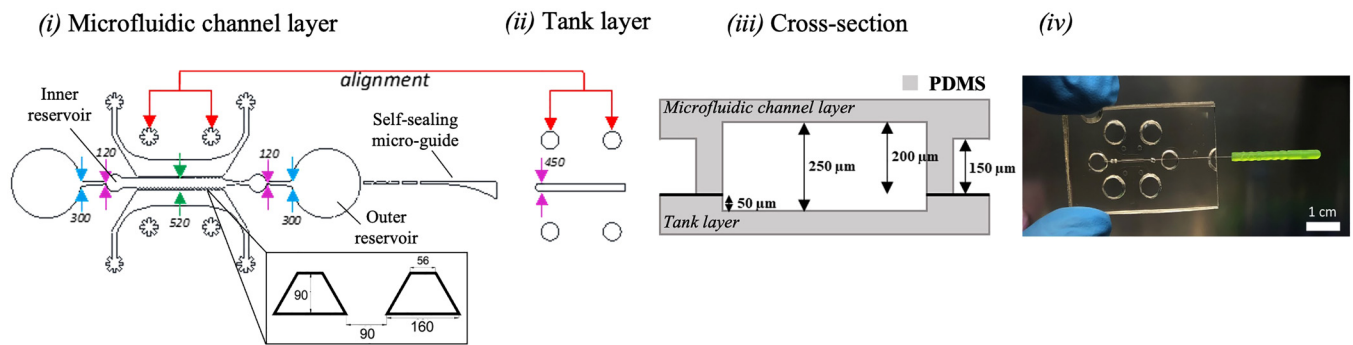 (i) Microfluidic channel layer
Inner
reservoir
120
300
520
120
300
alignment
Self-sealing
micro-guide
Outer
reservoir
90
90
56
160
(ii) Tank layer
450
(iii) Cross-section
PDMS
Microfluidic channel layer
250 µm
200 µm
150 µm
50 µm
Tank layer
(iv)
1 cm